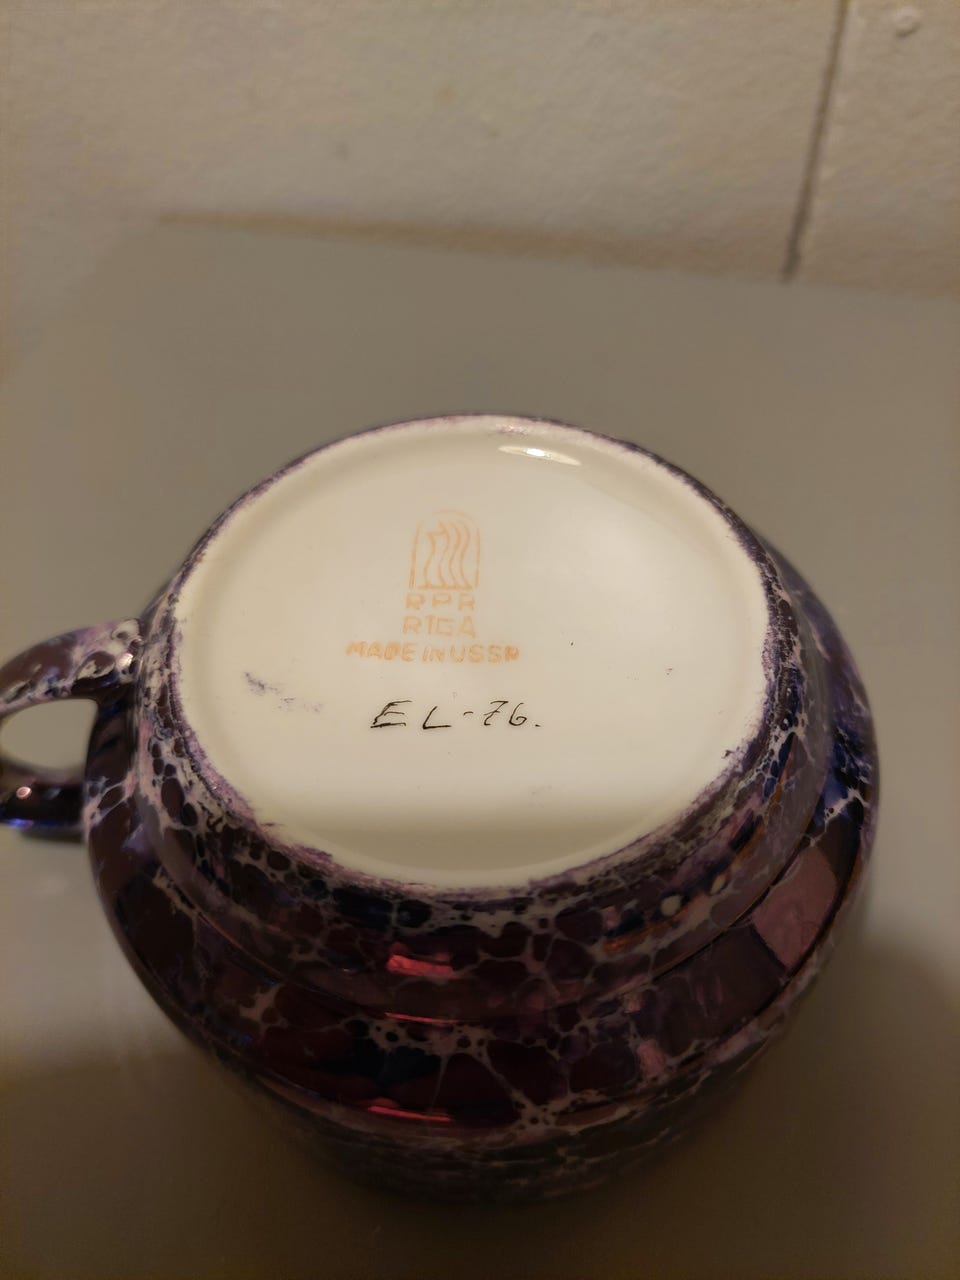 RPR
RIGA
MADE IN USSR
EL-76.